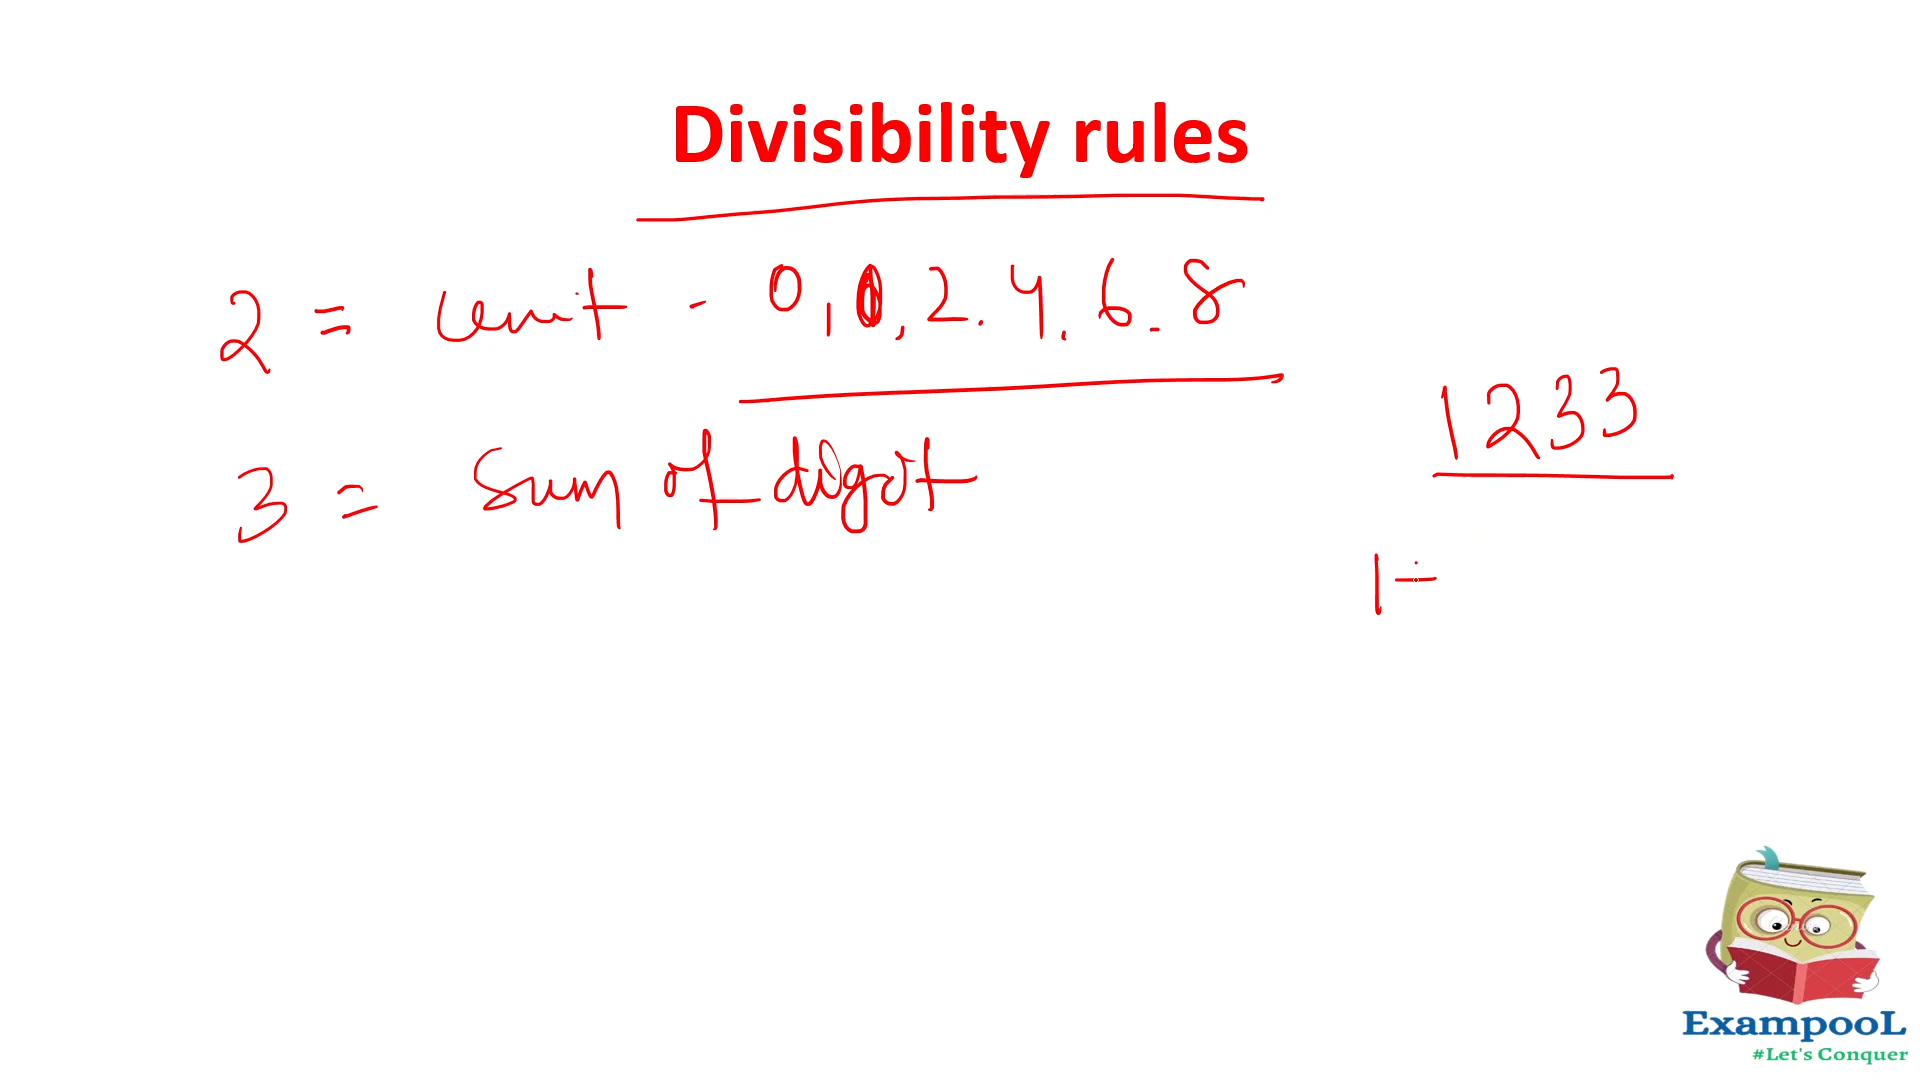 Divisibility rules
2 = unit - 0, 0, 2. 4. 6. 8
1233
3 = Sum of digit
1+
ExampooL
#Let's Conquer